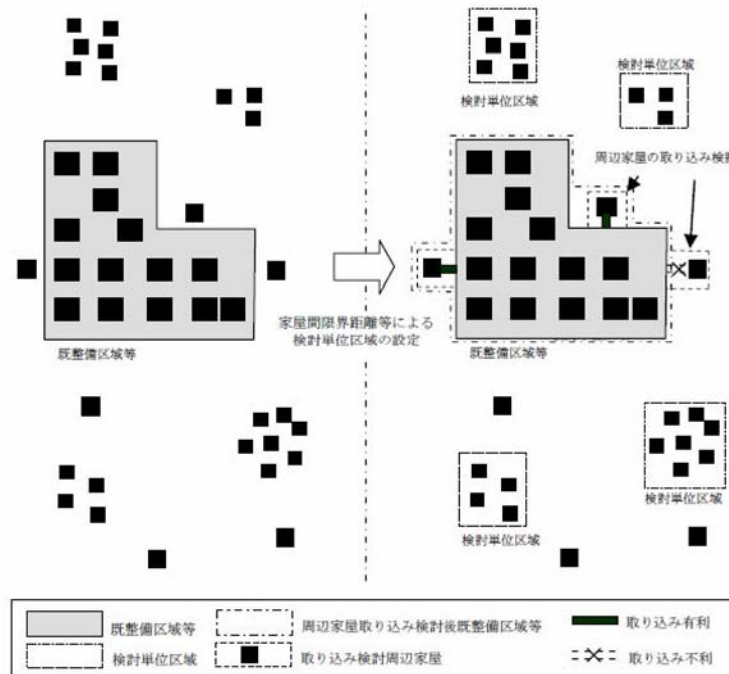 検討単位区域
検討単位区域
周辺家屋の取り込み検討
家屋間限界距離等による
検討単位区域の設定
既整備区域等
既整備区域等
検討単位区域
検討単位区域
既整備区域等
周辺家屋取り込み検討後既整備区域等
取り込み有利
検討単位区域
取り込み検討周辺家屋
取り込み不利